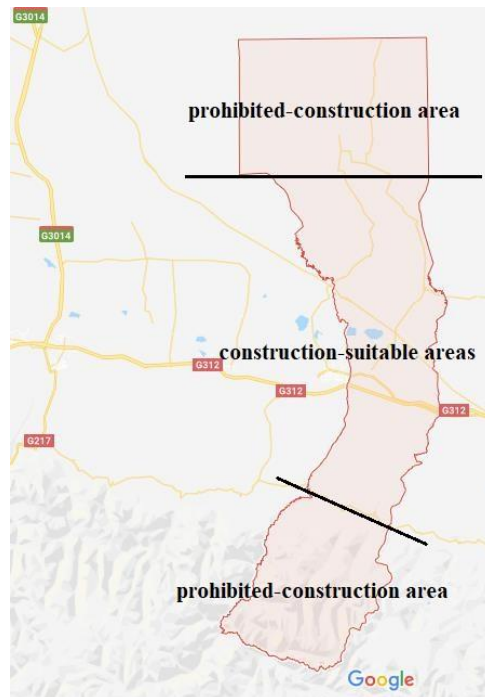 G3014
prohibited-construction area
G3014
construction-suitable areas
G312
G312
G312
G217
prohibited-construction area
Google